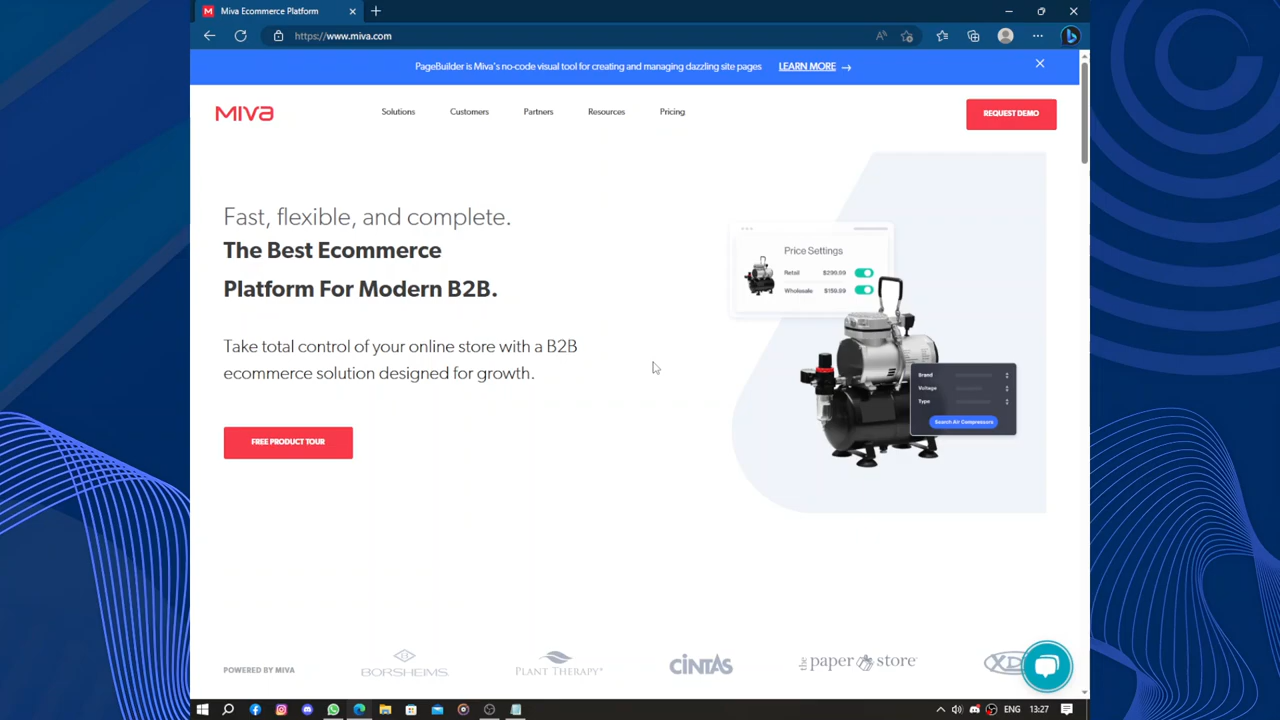 Miva Ecommerce Platform
https://www.miva.com
PageBuilder is Miva's no-code visual tool for creating and managing dazzling site pages LEARN MORE →
MIVA
Solutions
Customers
Partners
Resources
Pricing
REQUEST DEMO
Fast, flexible, and complete.
The Best Ecommerce
Platform For Modern B2B.
Take total control of your online store with a B2B
ecommerce solution designed for growth.
FREE PRODUCT TOUR
Price Settings
Retail $299.99
Wholesale $159.99
Brand
Voltage
Type
Search Air Compressors
POWERED BY MIVA
BORSHEIMS.
PLANT THERAPY®
CINTAS
the paper store
XD
ENG
13:27